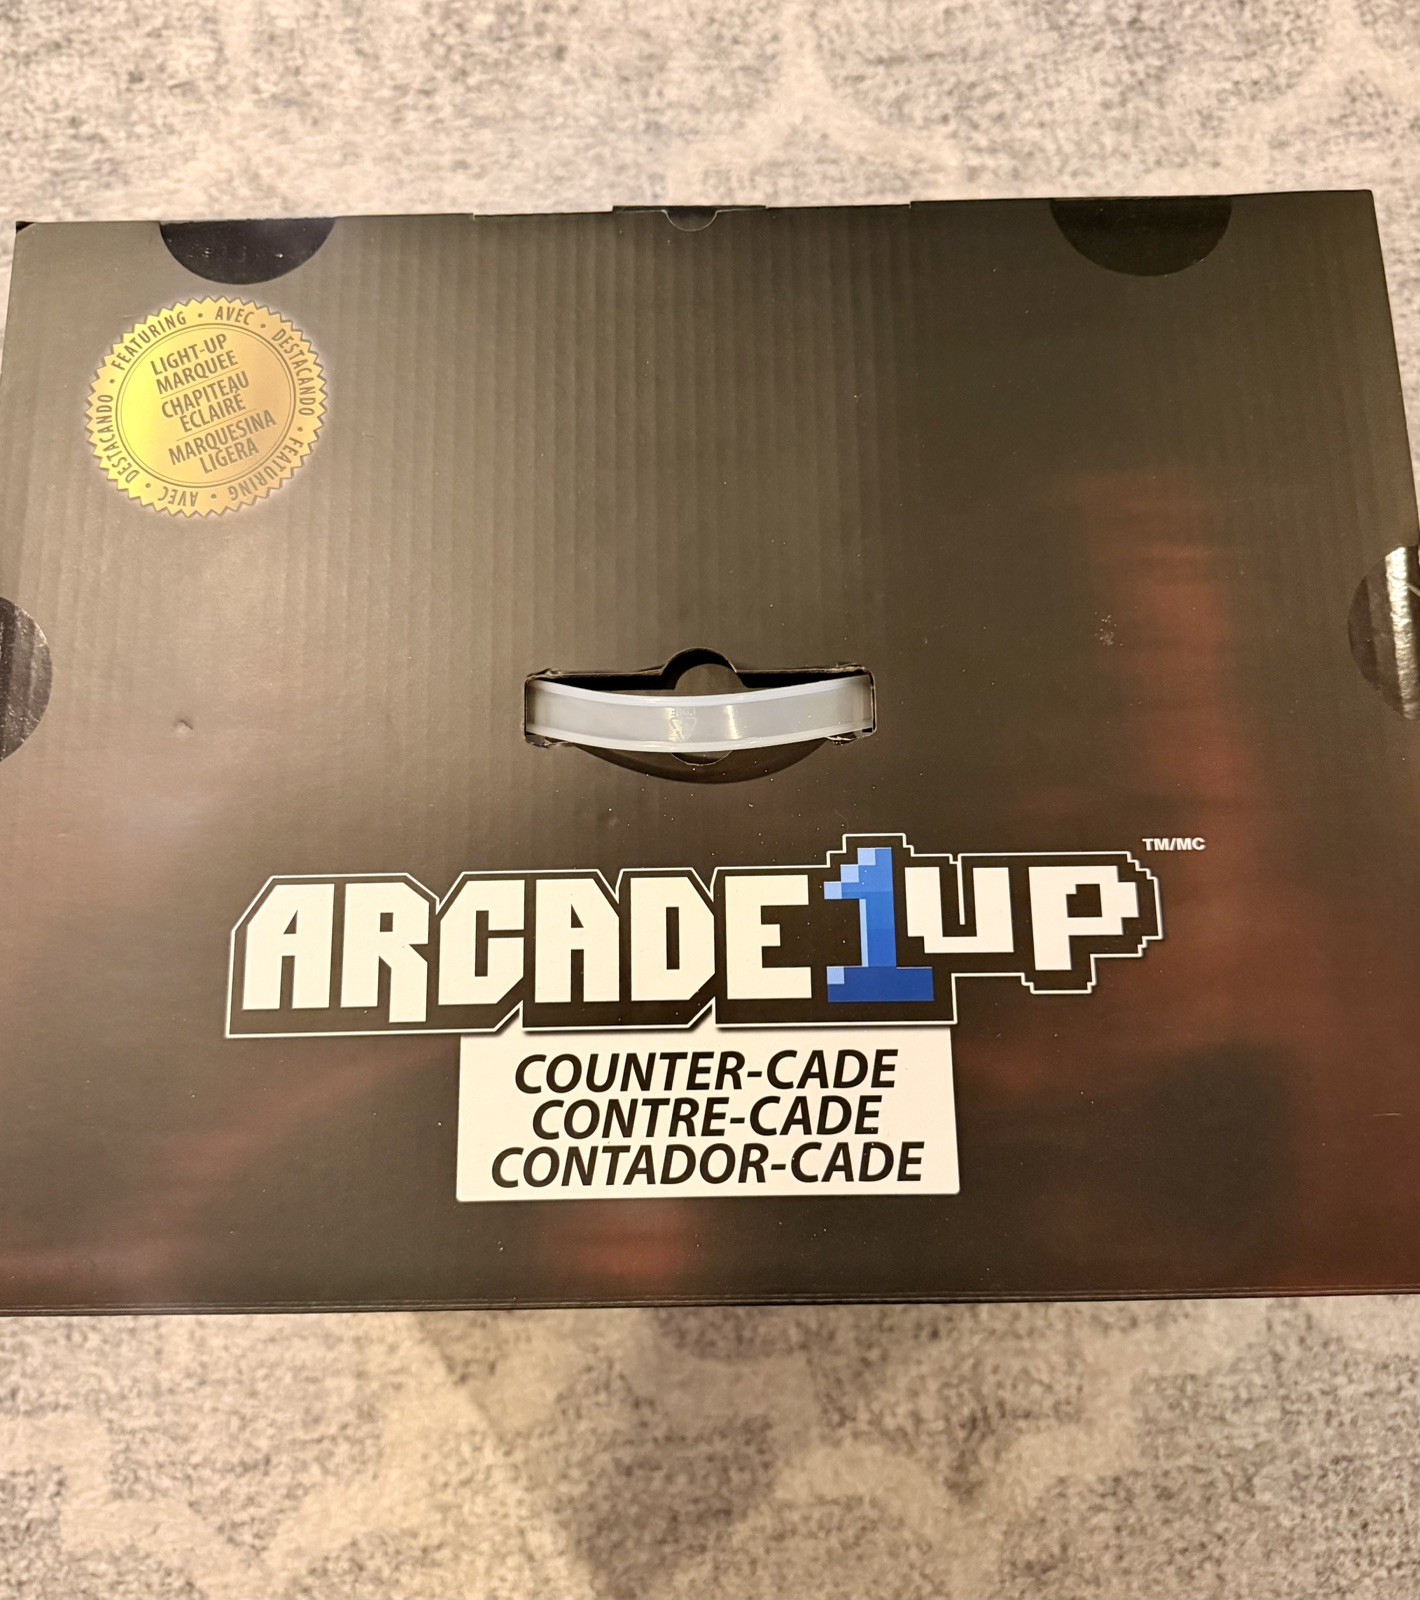 FEATURING • AVEC • DESTACANDO • FEATURING • AVEC • DESTACANDO •
LIGHT-UP
MARQUEE
CHAPITEAU
ÉCLAIRÉ
MARQUESINA
LIGERA
ARCADE1UP TM/MC
COUNTER-CADE
CONTRE-CADE
CONTADOR-CADE